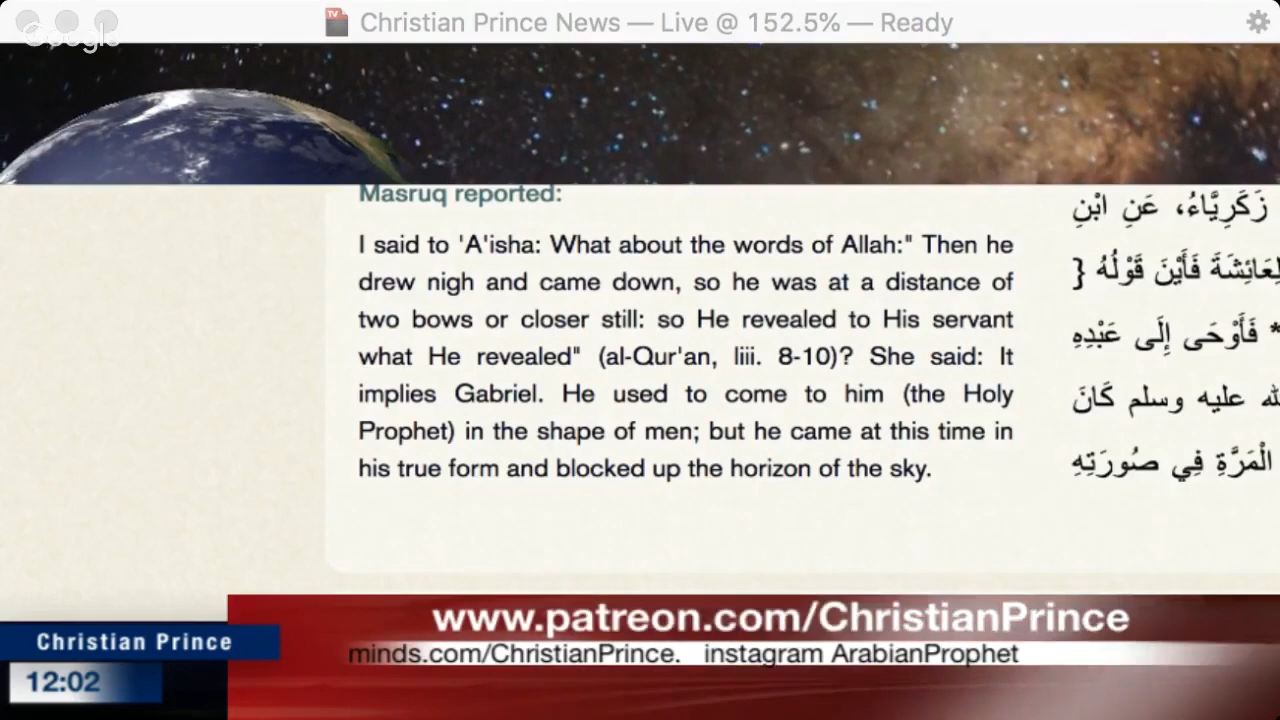 Christian Prince News — Live @ 152.5% — Ready
Google
Masruq reported:
I said to 'A'isha: What about the words of Allah:" Then he
drew nigh and came down, so he was at a distance of
two bows or closer still: so He revealed to His servant
what He revealed" (al-Qur'an, liii. 8-10)? She said: It
implies Gabriel. He used to come to him (the Holy
Prophet) in the shape of men; but he came at this time in
his true form and blocked up the horizon of the sky.
زَكَرِيَّاءُ، عَنِ ابْنِ
لِعَائِشَةَ فَأَيْنَ قَوْلُهُ {
* فَأَوْحَى إِلَى عَبْدِهِ
لله عليه وسلم كَانَ
الْمَرَّةِ فِي صُورَتِهِ
www.patreon.com/ChristianPrince
Christian Prince
minds.com/ChristianPrince. instagram ArabianProphet
12:02